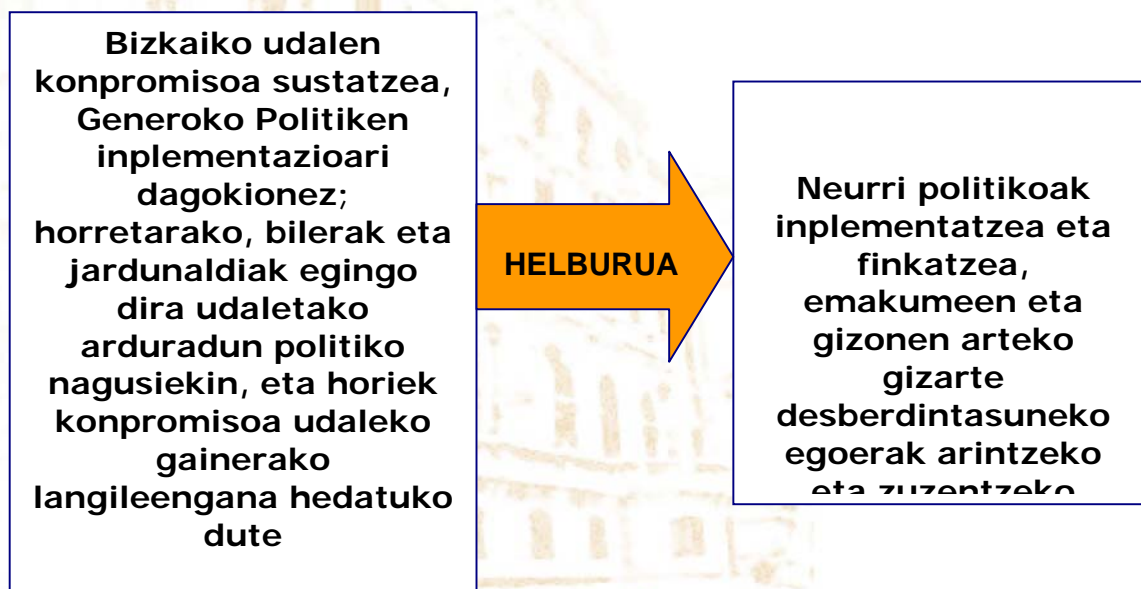 Bizkaiko udalen
konpromisoa sustatzea,
Generoko Politiken
inplementazioari
dagokionez;
horretarako, bilerak eta
jardunaldiak egingo
dira udaletako
arduradun politiko
nagusiekin, eta horiek
konpromisoa udaleko
gainerako
langileengana hedatuko
dute
HELBURUA
Neurri politikoak
inplementatzea eta
finkatzea,
emakumeen eta
gizonen arteko
gizarte
desberdintasuneko
egoerak arintzeko
eta zuzentzeko